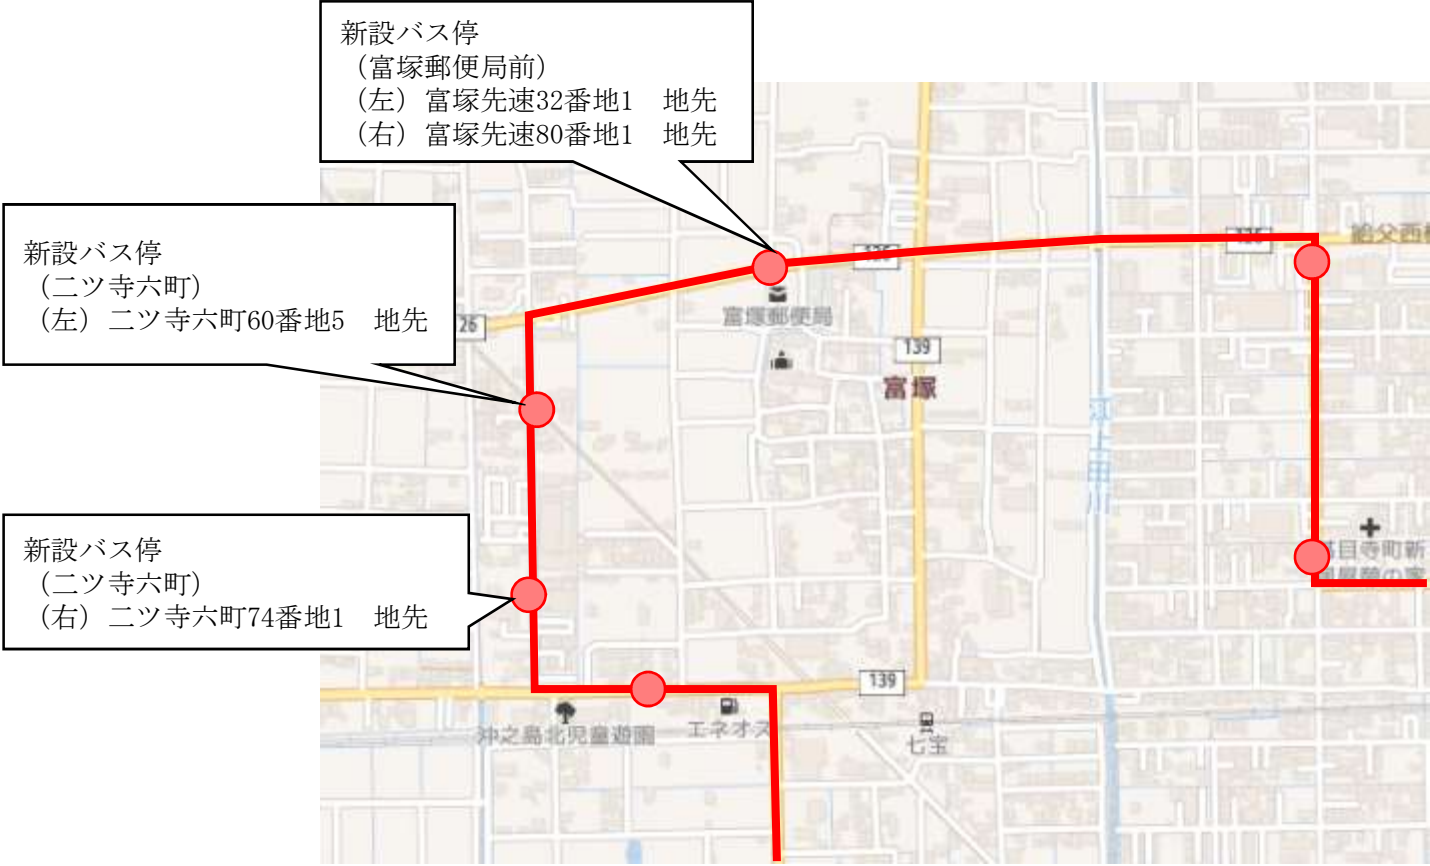 新設バス停
（富塚郵便局前）
（左）富塚先速32番地1　地先
（右）富塚先速80番地1　地先
新設バス停
（二ツ寺六町）
（左）二ツ寺六町60番地5　地先
新設バス停
（二ツ寺六町）
（右）二ツ寺六町74番地1　地先
26
富塚郵便局
139
富塚
139
沖之島北児童遊園
エネオス
七宝
目寺町新